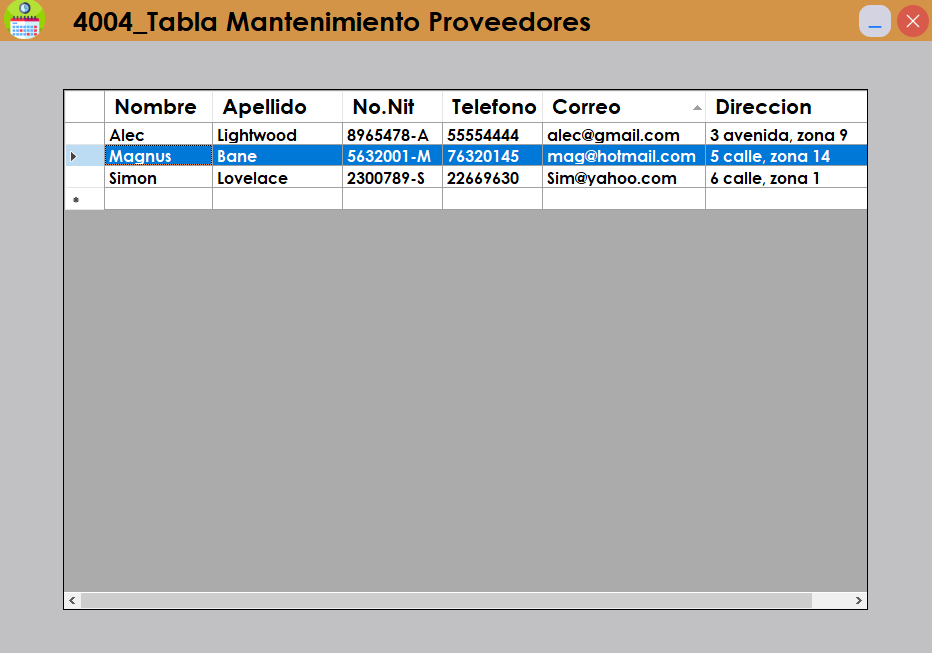 4004_Tabla Mantenimiento Proveedores
Nombre Apellido No.Nit Telefono Correo Direccion
Alec Lightwood 8965478-A 55554444 alec@gmail.com 3 avenida, zona 9
Magnus Bane 5632001-M 76320145 mag@hotmail.com 5 calle, zona 14
Simon Lovelace 2300789-S 22669630 Sim@yahoo.com 6 calle, zona 1